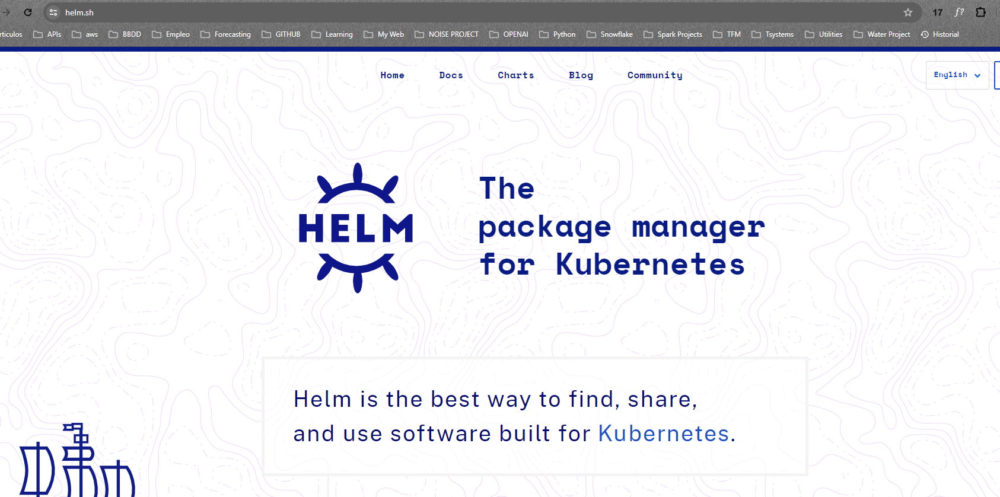 helm.sh
17 f?
rticulos APIs aws BBDD Empleo Forecasting GITHUB Learning My Web NOISE PROJECT OPENAI Python Snowflake Spark Projects TFM Tsystems Utilities Water Project Historial
Home Docs Charts Blog Community English
HELM
The
package manager
for Kubernetes
Helm is the best way to find, share,
and use software built for Kubernetes.